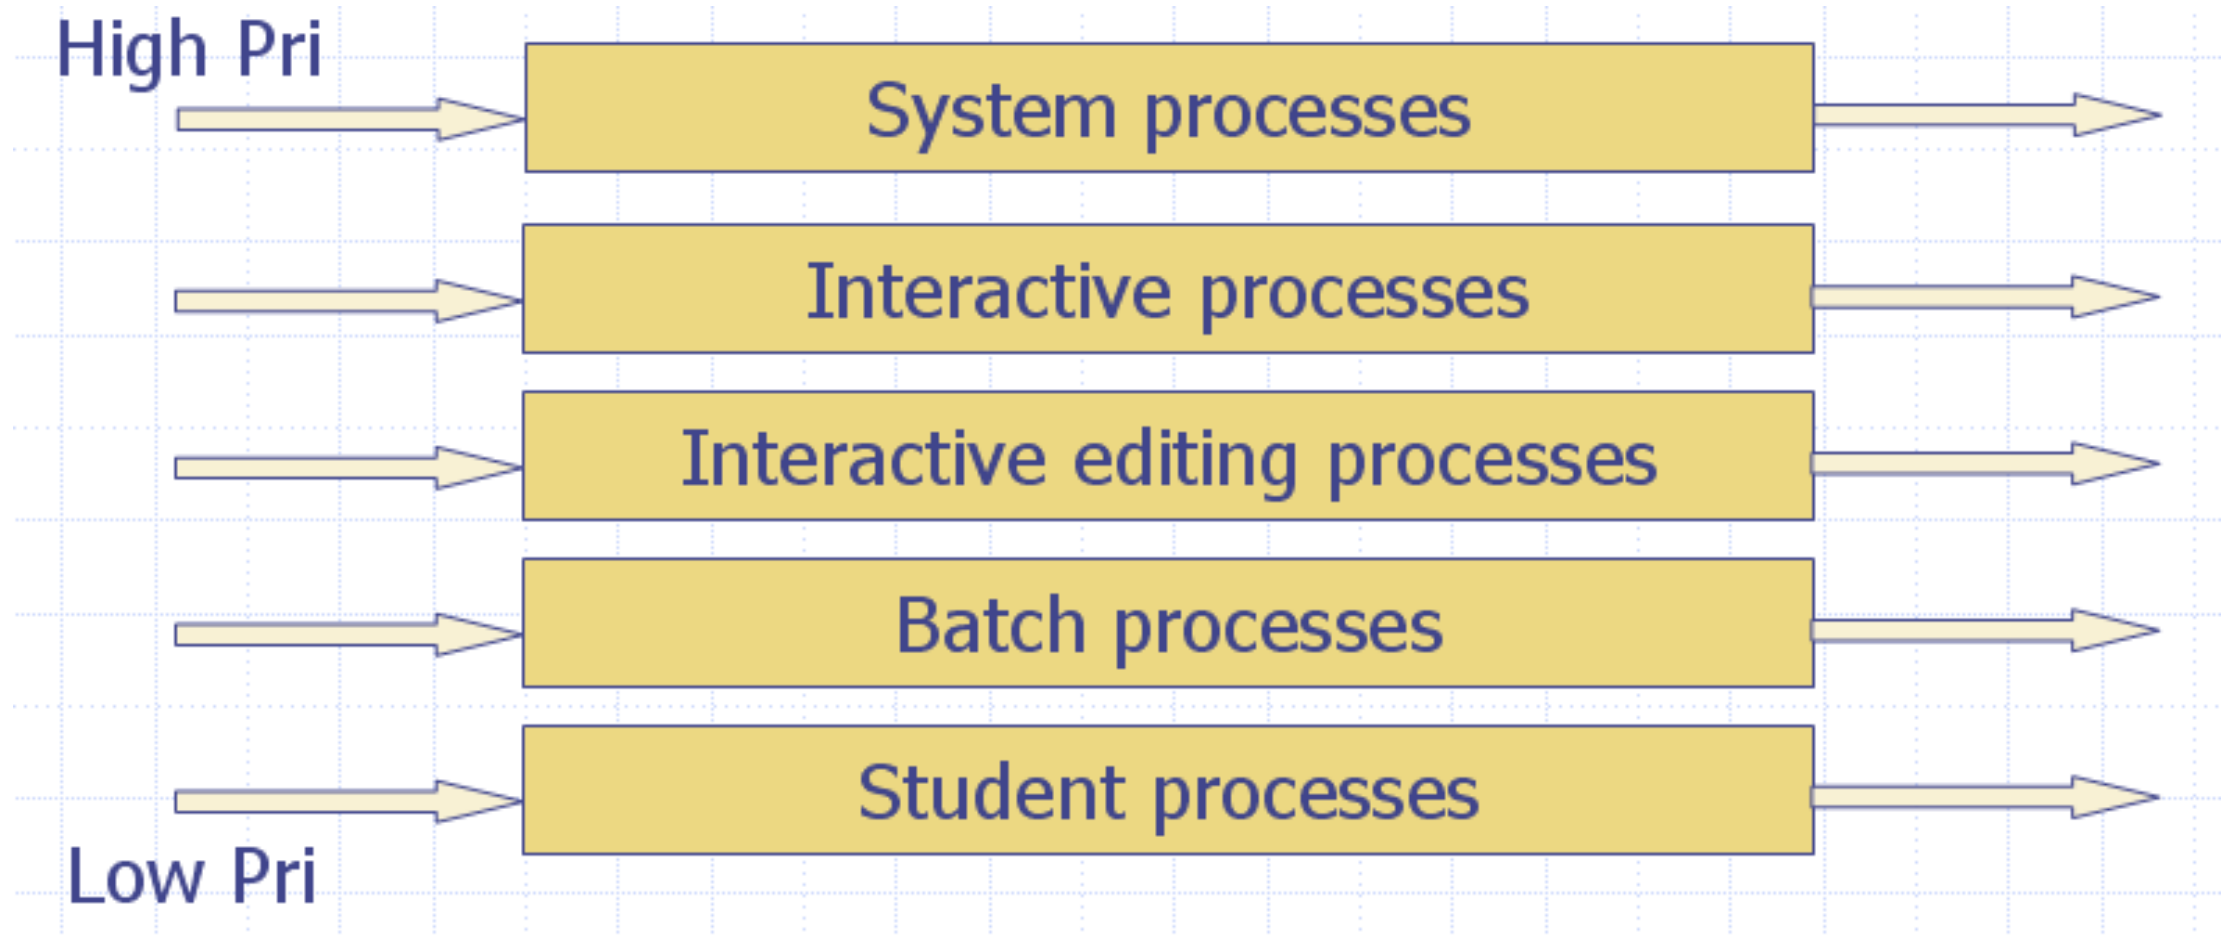 High Pri
System processes
Interactive processes
Interactive editing processes
Batch processes
Student processes
Low Pri